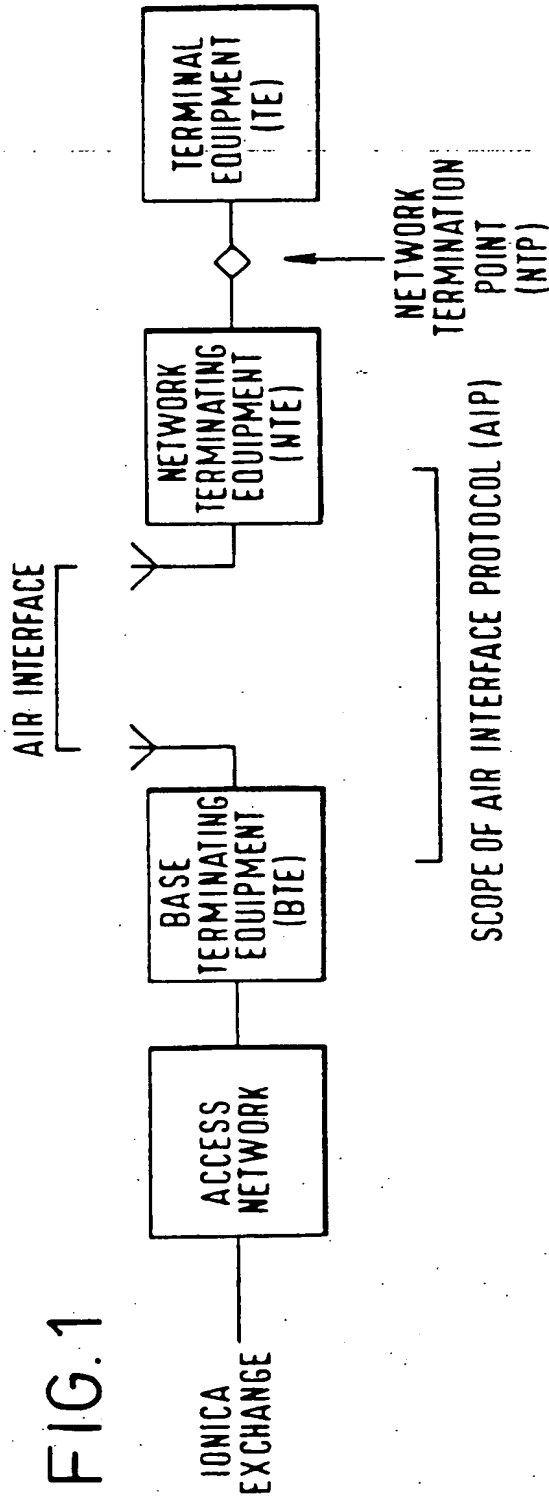 FIG.1
IONICA
EXCHANGE
ACCESS
NETWORK
BASE
TERMINATING
EQUIPMENT
(BTE)
AIR INTERFACE
NETWORK
TERMINATING
EQUIPMENT
(NTE)
TERMINAL
EQUIPMENT
(TE)
NETWORK
TERMINATION
POINT
(NTP)
SCOPE OF AIR INTERFACE PROTOCOL (AIP)